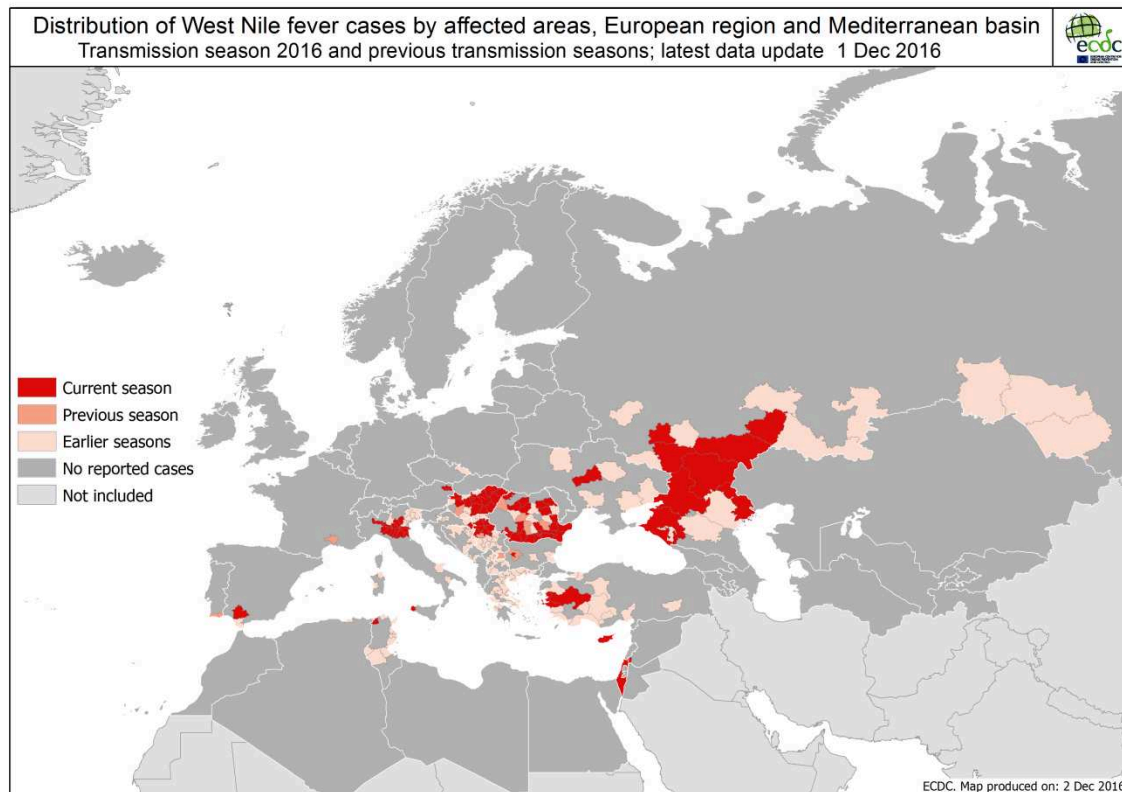 Distribution of West Nile fever cases by affected areas, European region and Mediterranean basin
Transmission season 2016 and previous transmission seasons; latest data update 1 Dec 2016
ecdc
Current season
Previous season
Earlier seasons
No reported cases
Not included
ECDC. Map produced on: 2 Dec 2016